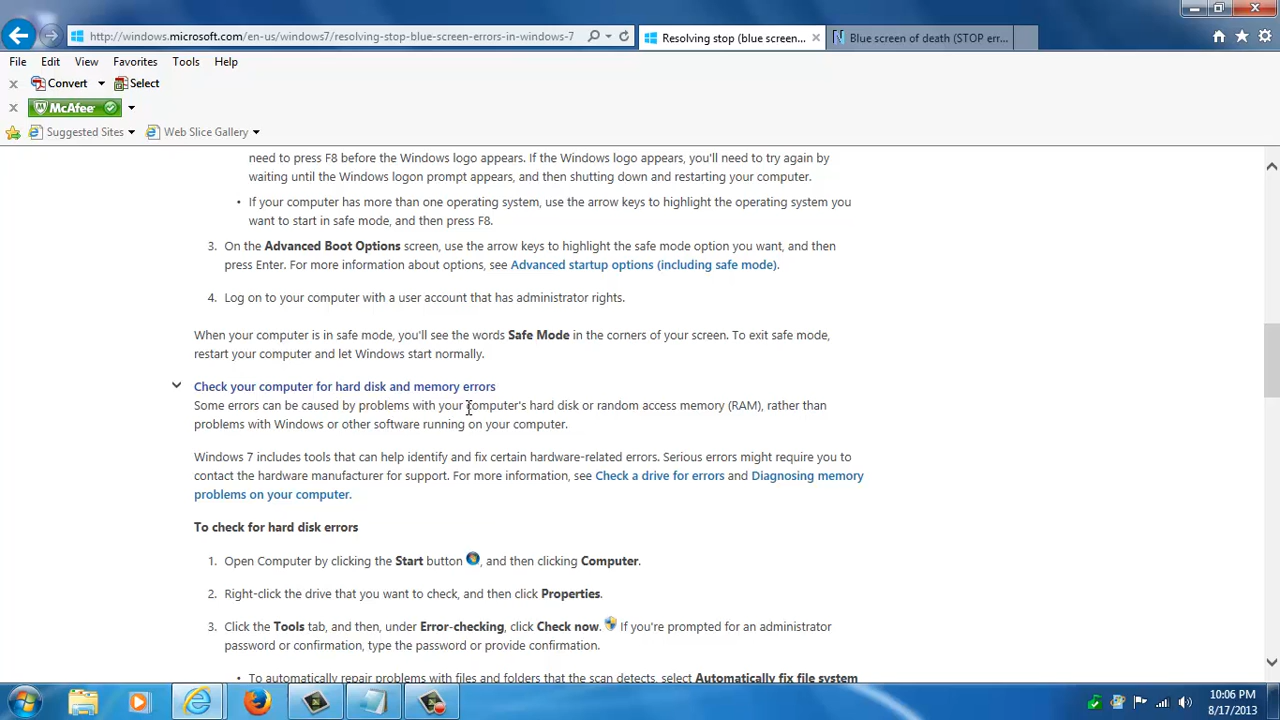 http://windows.microsoft.com/en-us/windows7/resolving-stop-blue-screen-errors-in-windows-7
Resolving stop (blue screen...
Blue screen of death (STOP err...
File Edit View Favorites Tools Help
Convert Select
McAfee
Suggested Sites Web Slice Gallery
need to press F8 before the Windows logo appears. If the Windows logo appears, you'll need to try again by
waiting until the Windows logon prompt appears, and then shutting down and restarting your computer.
• If your computer has more than one operating system, use the arrow keys to highlight the operating system you
want to start in safe mode, and then press F8.
3. On the Advanced Boot Options screen, use the arrow keys to highlight the safe mode option you want, and then
press Enter. For more information about options, see Advanced startup options (including safe mode).
4. Log on to your computer with a user account that has administrator rights.
When your computer is in safe mode, you'll see the words Safe Mode in the corners of your screen. To exit safe mode,
restart your computer and let Windows start normally.
Check your computer for hard disk and memory errors
Some errors can be caused by problems with your computer's hard disk or random access memory (RAM), rather than
problems with Windows or other software running on your computer.
Windows 7 includes tools that can help identify and fix certain hardware-related errors. Serious errors might require you to
contact the hardware manufacturer for support. For more information, see Check a drive for errors and Diagnosing memory
problems on your computer.
To check for hard disk errors
1. Open Computer by clicking the Start button , and then clicking Computer.
2. Right-click the drive that you want to check, and then click Properties.
3. Click the Tools tab, and then, under Error-checking, click Check now. If you're prompted for an administrator
password or confirmation, type the password or provide confirmation.
• To automatically repair problems with files and folders that the scan detects, select Automatically fix file system
10:06 PM
8/17/2013